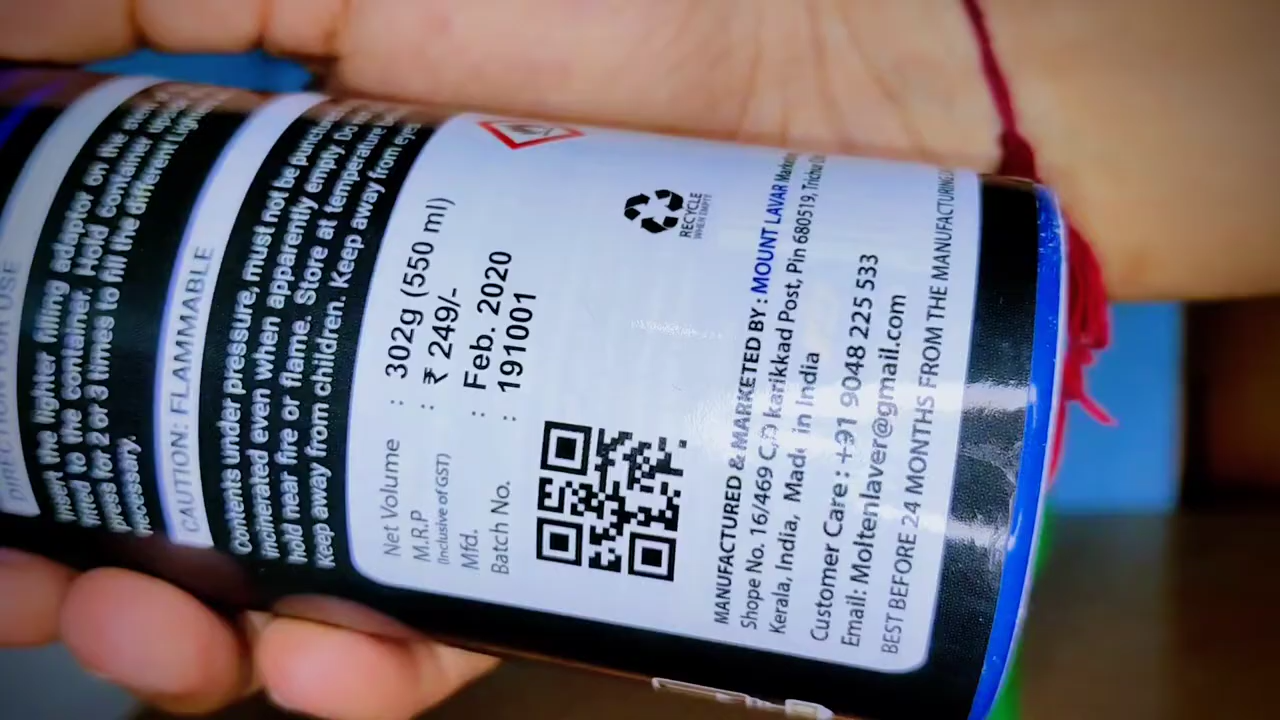 DIRECTION FOR USE
Insert the lighter filling adaptor on the
fitted to the container. Hold container
press for 2 or 3 times to fill the different
necessary.
CAUTION: FLAMMABLE
Contents under pressure, must not be
incinerated even when apparently empty. Do
hold near fire or flame. Store at temperature
Keep away from children. Keep away from
Net Volume : 302g (550 ml)
M.R.P : ₹ 249/-
(Inclusive of GST)
Mfd. : Feb. 2020
Batch No. : 191001
RECYCLE
WHEN EMPTY
MANUFACTURED & MARKETED BY : MOUNT LAVAR
Shope No. 16/469 C,D karikkad Post, Pin 680519,
Kerala, India, Made in India
Customer Care : +91 9048 225 533
Email: Moltenlaver@gmail.com
BEST BEFORE 24 MONTHS FROM THE MANUFACTURING